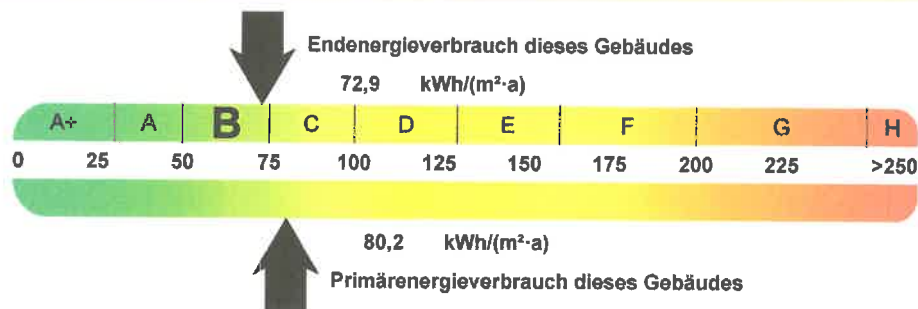 Endenergieverbrauch dieses Gebäudes
72,9 kWh/(m²·a)
A+ A B C D E F G H
0 25 50 75 100 125 150 175 200 225 >250
80,2 kWh/(m²·a)
Primärenergieverbrauch dieses Gebäudes